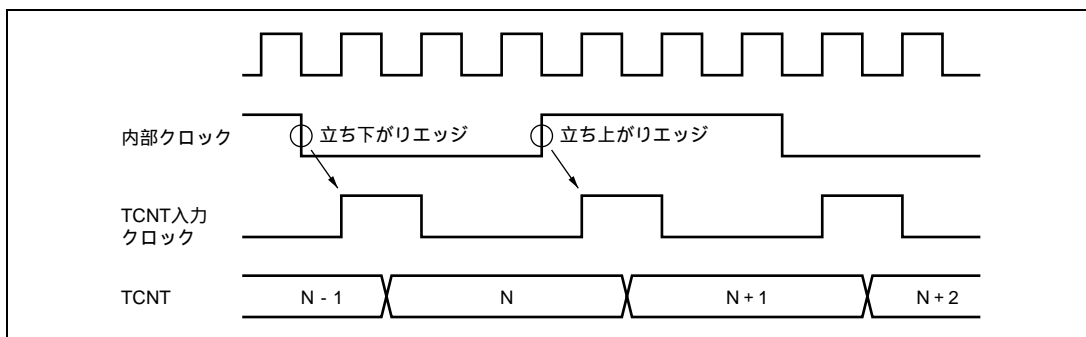 内部クロック
立ち下がりエッジ
立ち上がりエッジ
TCNT入力
クロック
TCNT
N - 1
N
N + 1
N + 2